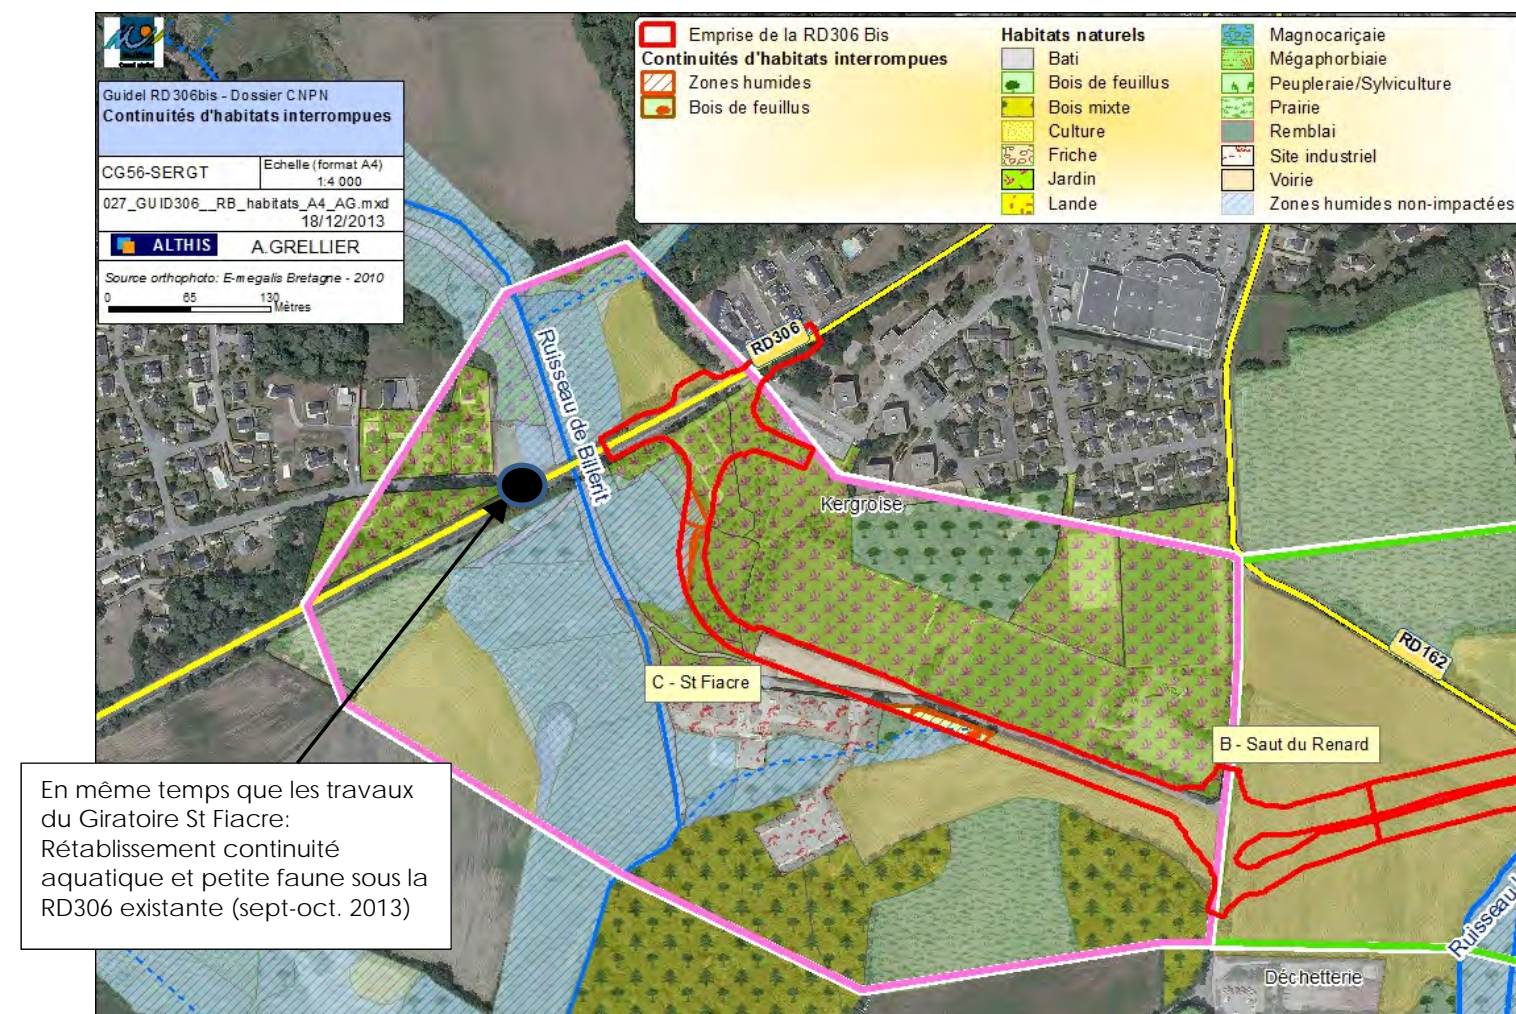 Guidel RD306bis - Dossier CNPN
Continuités d'habitats interrompues
CG56-SERGT
Echelle (format A4)
1:4 000
027_GUID306__RB_habitats_A4_AG.mxd
18/12/2013
ALTHIS
A.GRELLIER
Source orthophoto: E-megalis Bretagne - 2010
0 65 130
Mètres
Emprise de la RD306 Bis
Continuités d'habitats interrompues
Zones humides
Bois de feuillus
Habitats naturels
Bati
Bois de feuillus
Bois mixte
Culture
Friche
Jardin
Lande
Magnocariçaie
Mégaphorbiaie
Peupleraie/Sylviculture
Prairie
Remblai
Site industriel
Voirie
Zones humides non-impactées
RD306
Ruisseau de Billerit
Kergroise
RD162
C - St Fiacre
B - Saut du Renard
Ruisseau
Déchetterie
En même temps que les travaux
du Giratoire St Fiacre:
Rétablissement continuité
aquatique et petite faune sous la
RD306 existante (sept-oct. 2013)